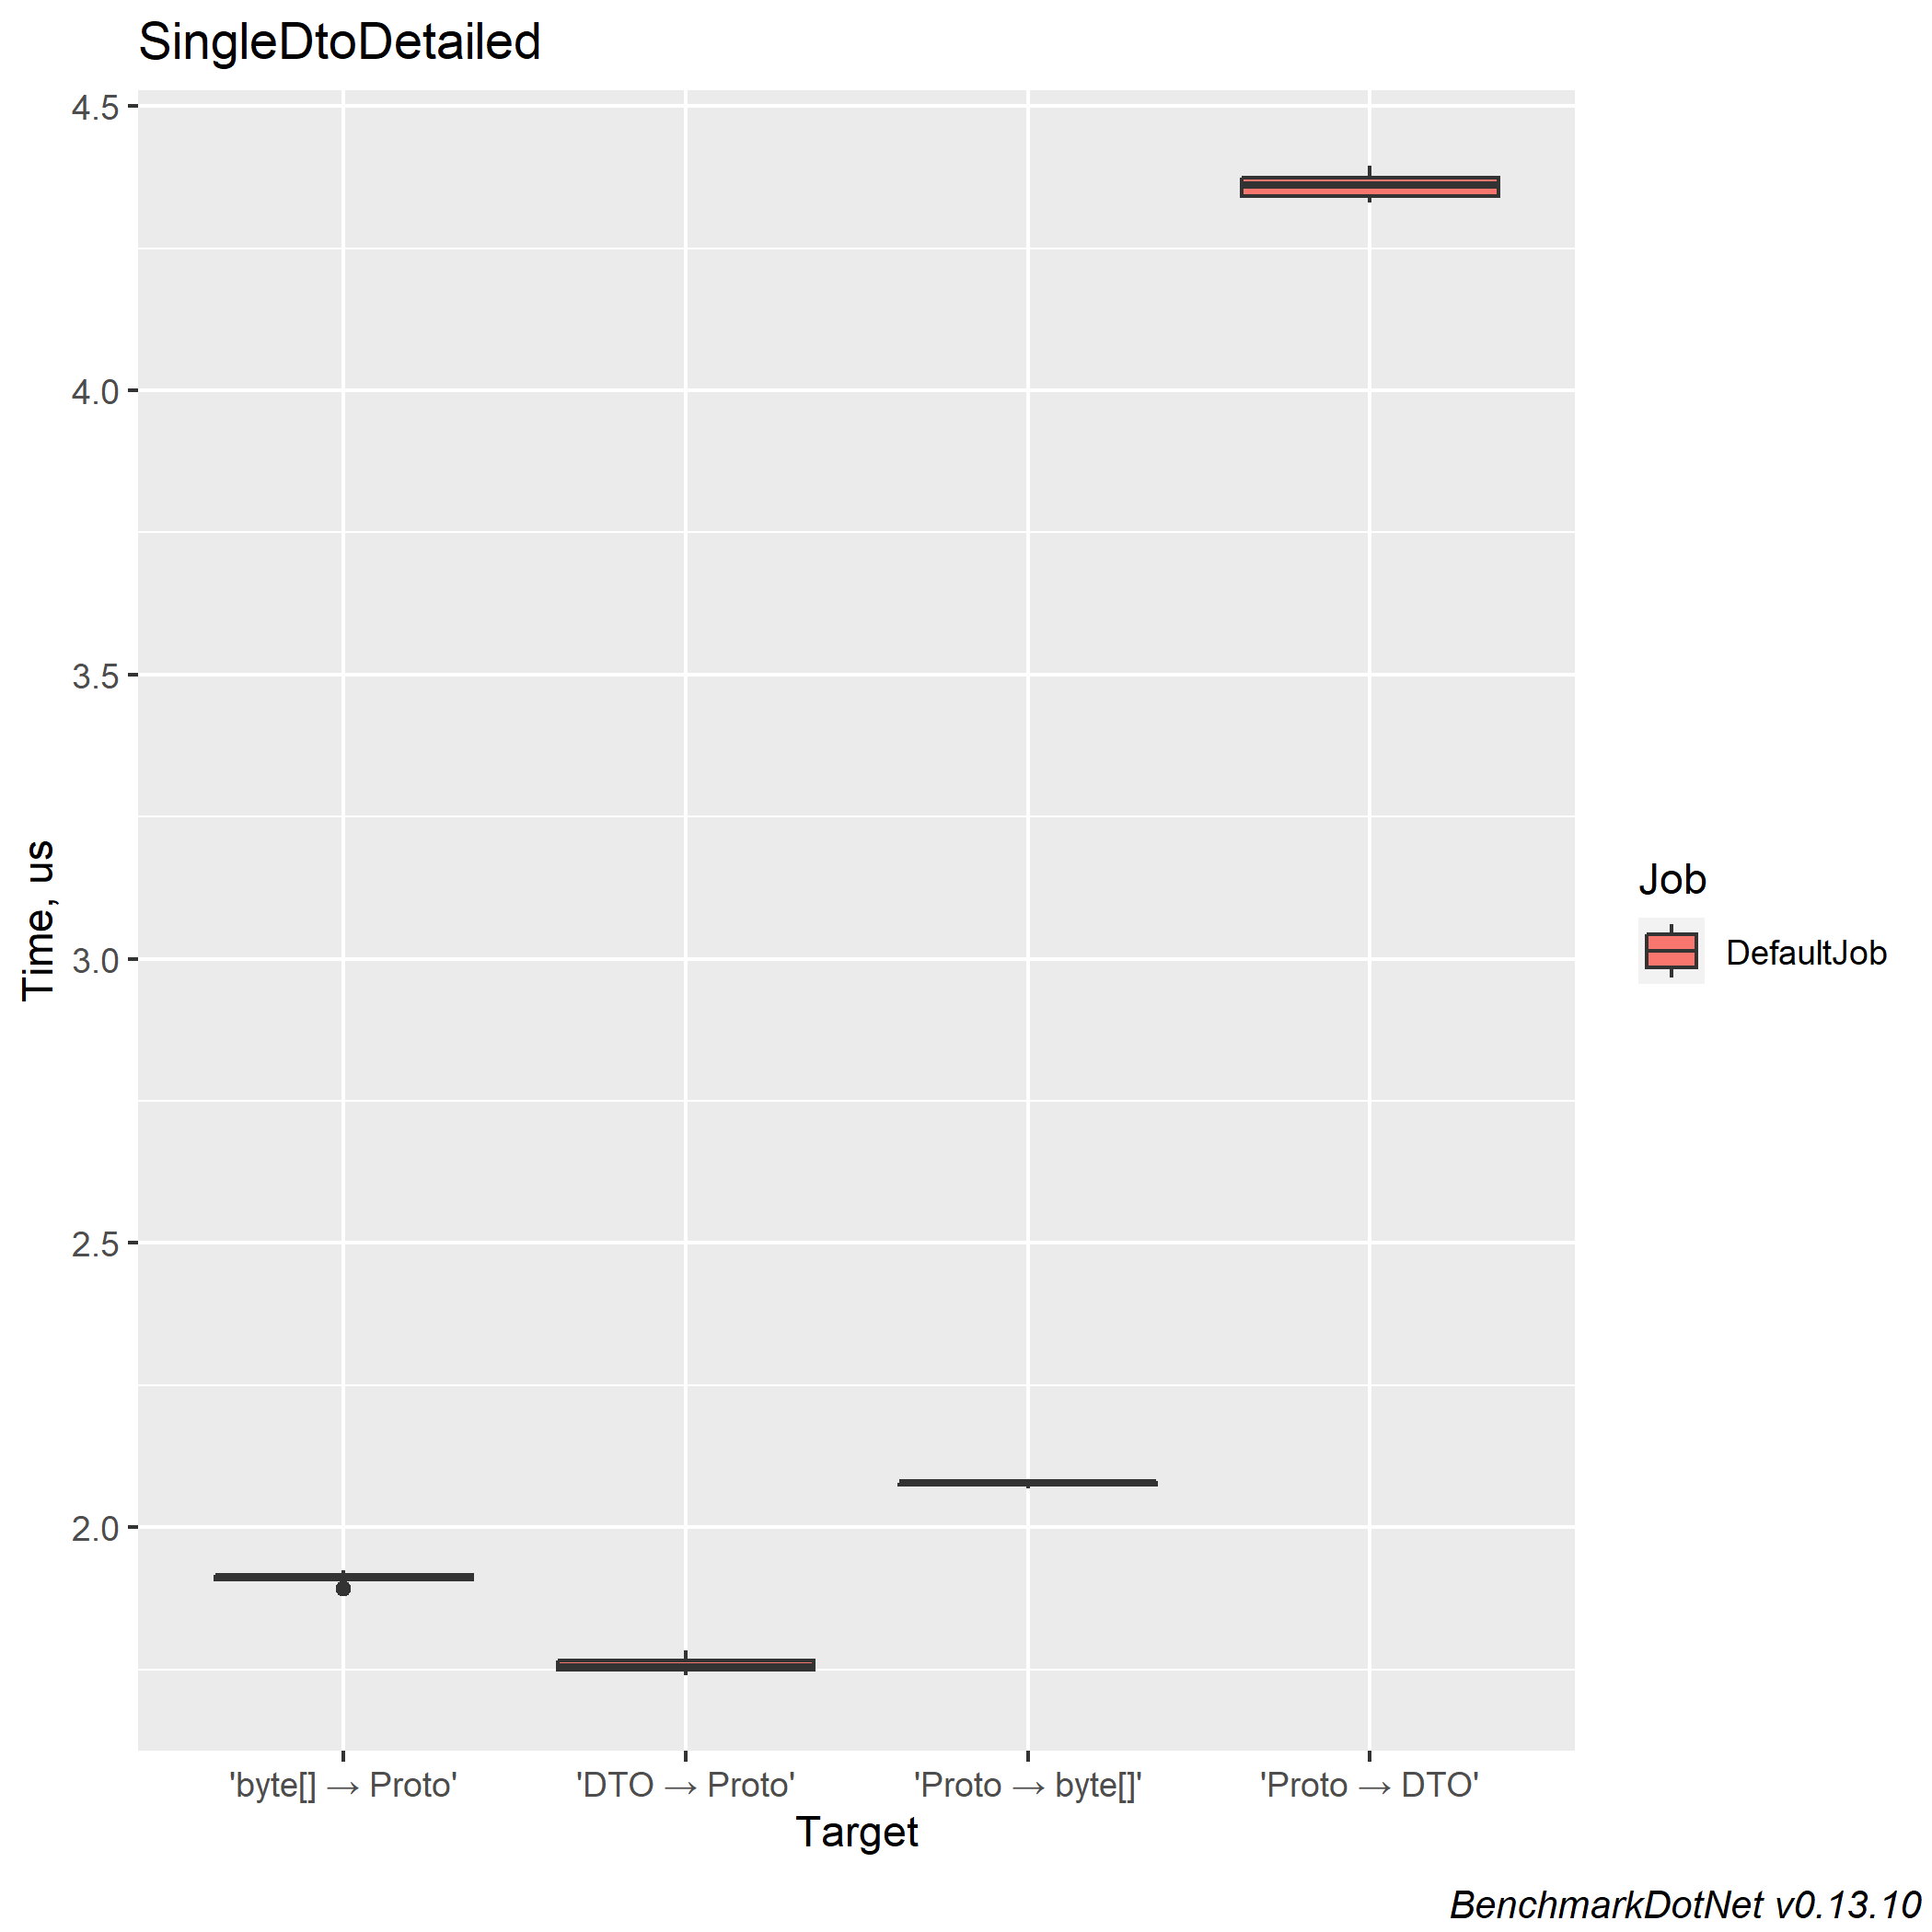 SingleDtoDetailed
4.5
4.0
3.5
3.0
2.5
2.0
Time, us
'byte[] → Proto'
'DTO → Proto'
'Proto → byte[]'
'Proto → DTO'
Target
Job
DefaultJob
BenchmarkDotNet v0.13.10